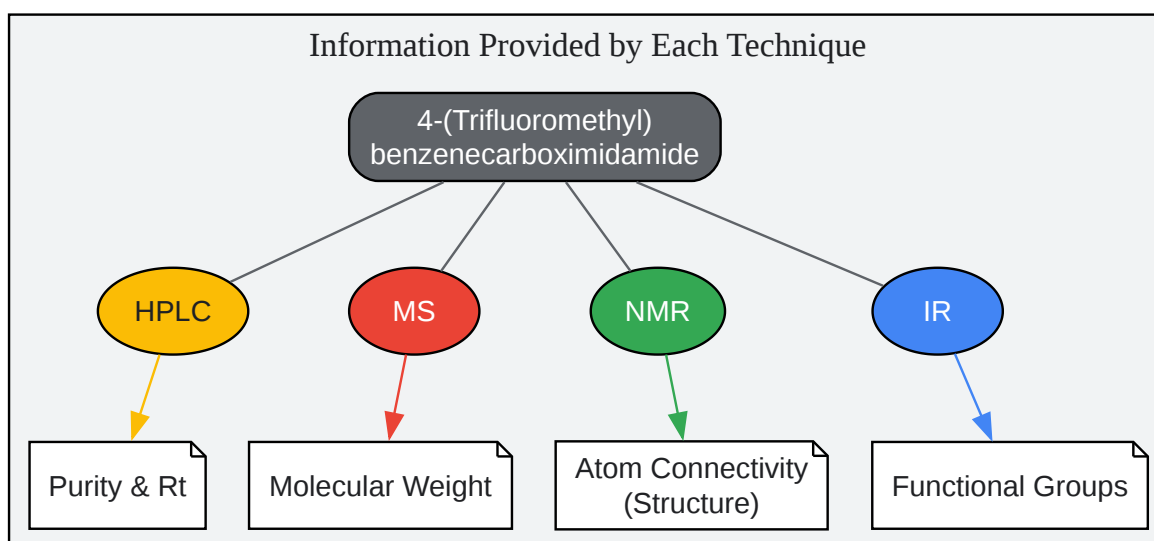 Information Provided by Each Technique
4-(Trifluoromethyl)
benzenecarboximidamide
HPLC
MS
NMR
IR
Purity & Rt
Molecular Weight
Atom Connectivity
(Structure)
Functional Groups